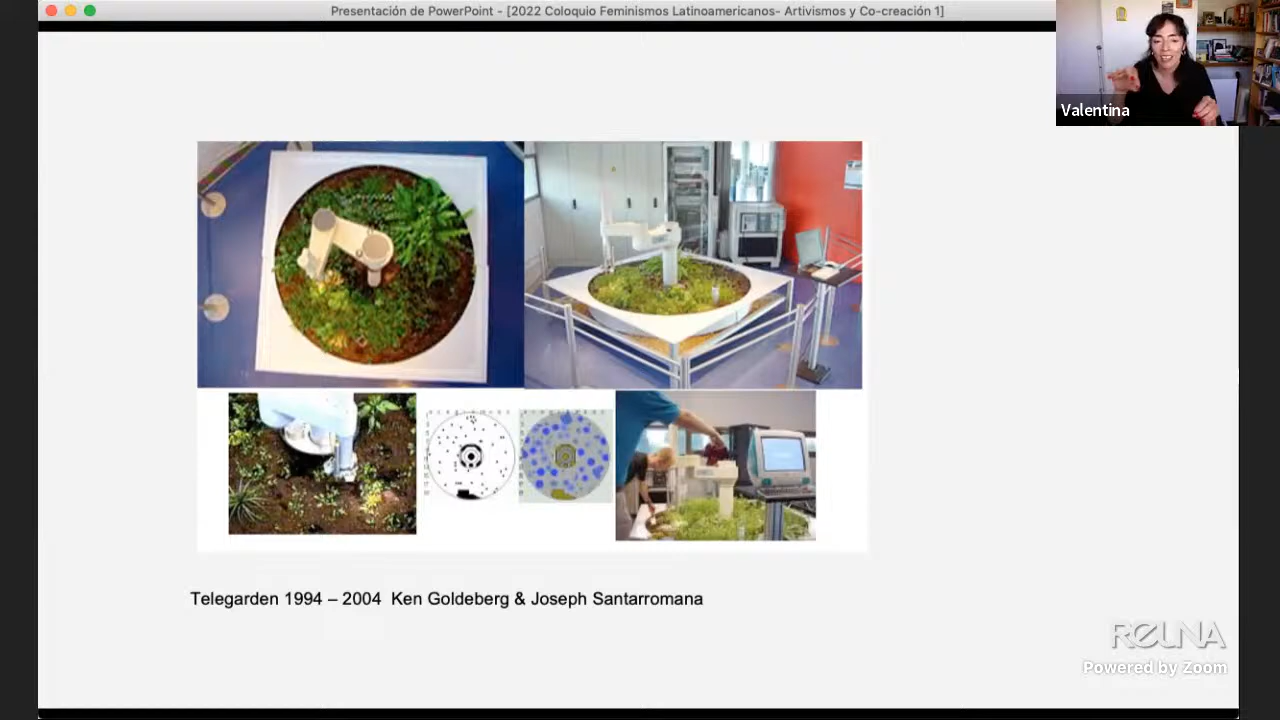 Presentación de PowerPoint - [2022 Coloquio Feminismos Latinoamericanos- Artivismos y Co-creación 1]
Valentina
Telegarden 1994 – 2004 Ken Goldeberg & Joseph Santarromana
REUNA
Powered by Zoom